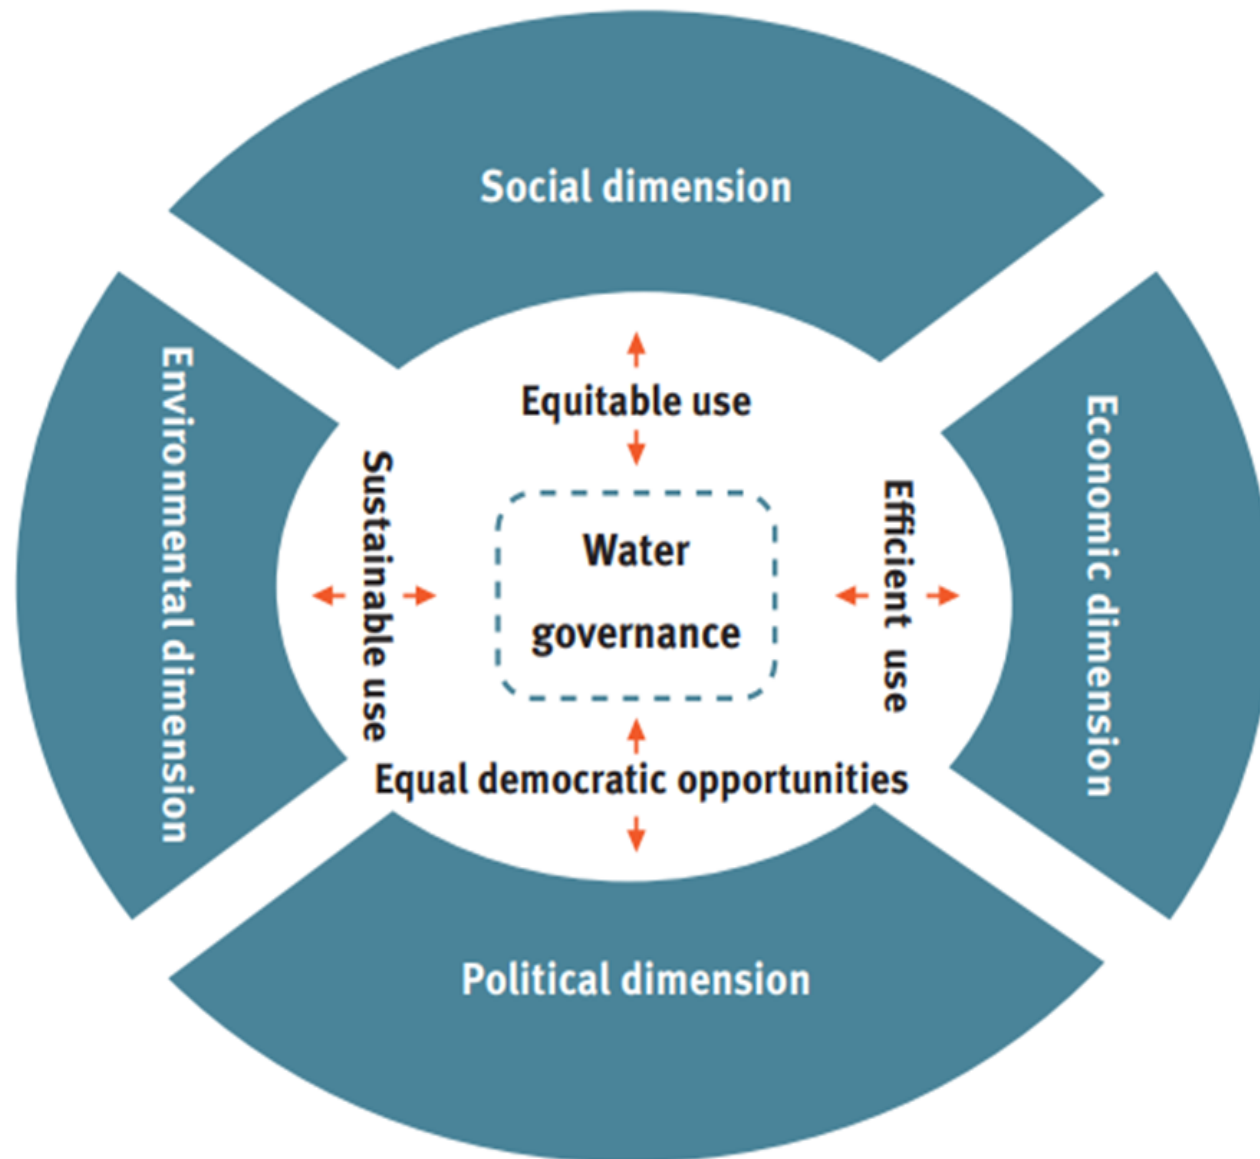 Social dimension
Equitable use
Environmental dimension
Sustainable use
Water
governance
Efficient use
Economic dimension
Equal democratic opportunities
Political dimension